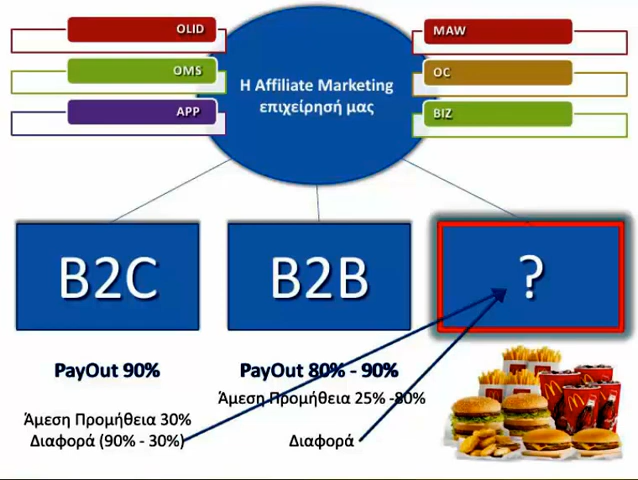 OLID
MAW
OMS
OC
APP
BIZ
Η Affiliate Marketing
επιχείρησή μας
B2C
B2B
?
PayOut 90%
PayOut 80% - 90%
Άμεση Προμήθεια 25% -80%
Άμεση Προμήθεια 30%
Διαφορά (90% - 30%)
Διαφορά